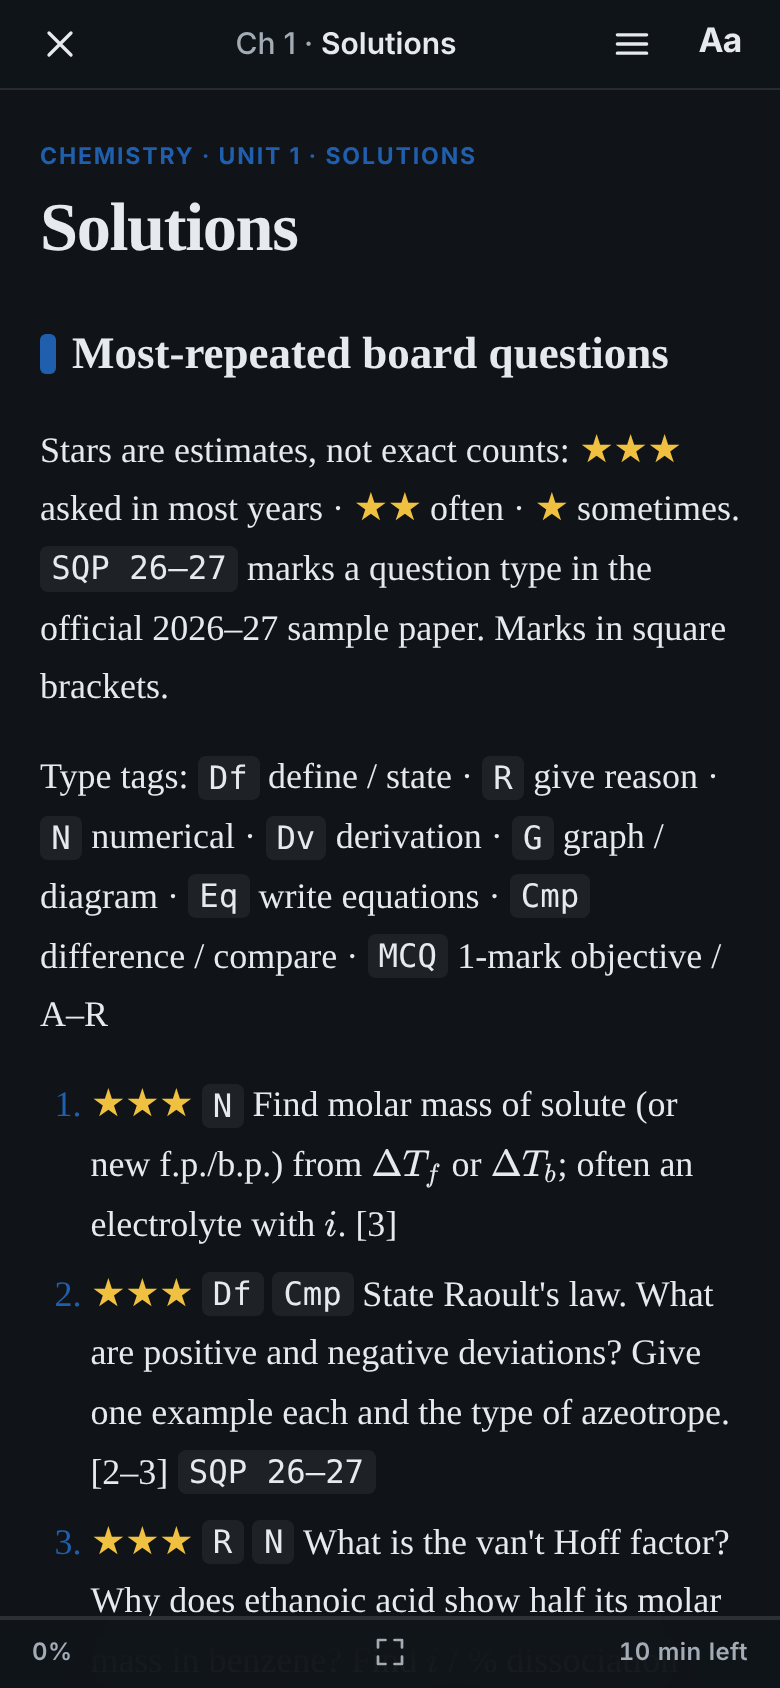 Ch 1 · Solutions
Aa
CHEMISTRY · UNIT 1 · SOLUTIONS
Solutions
Most-repeated board questions
Stars are estimates, not exact counts: ★★★
asked in most years · ★★ often · ★ sometimes.
SQP 26–27 marks a question type in the
official 2026–27 sample paper. Marks in square
brackets.
Type tags: Df define / state · R give reason ·
N numerical · Dv derivation · G graph /
diagram · Eq write equations · Cmp
difference / compare · MCQ 1-mark objective /
A–R
1. ★★★ N Find molar mass of solute (or
new f.p./b.p.) from ΔT_f or ΔT_b; often an
electrolyte with i. [3]
2. ★★★ Df Cmp State Raoult's law. What
are positive and negative deviations? Give
one example each and the type of azeotrope.
[2–3] SQP 26–27
3. ★★★ R N What is the van't Hoff factor?
Why does ethanoic acid show half its molar
mass in benzene? Find i / % dissociation
0%
10 min left